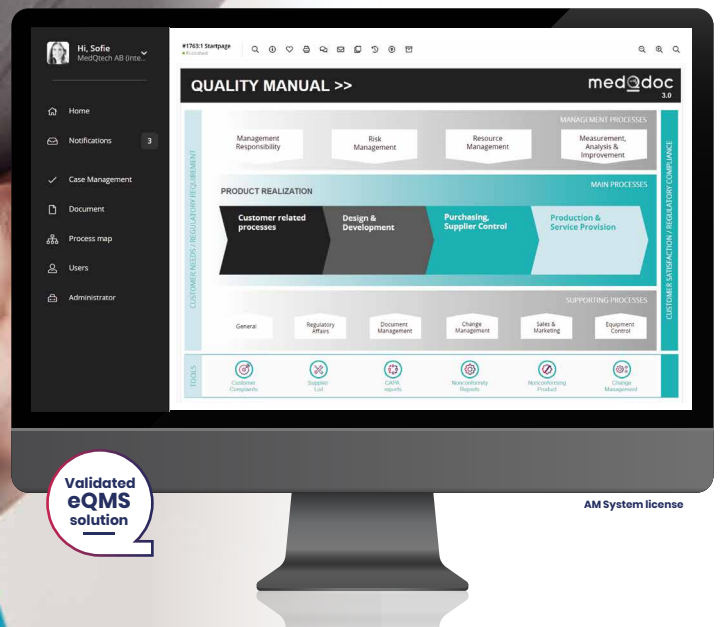 Hi, Sofie
MedQtech AB (Inte..
Home
Notifications 3
Case Management
Document
Process map
Users
Administrator
#1763:1 Startpage
Published
QUALITY MANUAL >>
medQdoc
3.0
CUSTOMER NEEDS / REGULATORY REQUIREMENT
MANAGEMENT PROCESSES
Management
Responsibility
Risk
Management
Resource
Management
Measurement,
Analysis &
Improvement
PRODUCT REALIZATION
MAIN PROCESSES
Customer related
processes
Design &
Development
Purchasing,
Supplier Control
Production &
Service Provision
SUPPORTING PROCESSES
General
Regulatory
Affairs
Document
Management
Change
Management
Sales &
Marketing
Equipment
Control
CUSTOMER SATISFACTION / REGULATORY COMPLIANCE
TOOLS
Customer
Complaints
Supplier
List
CAPA
reports
Nonconformity
Reports
Nonconforming
Product
Change
Management
Validated
eQMS
solution
AM System license